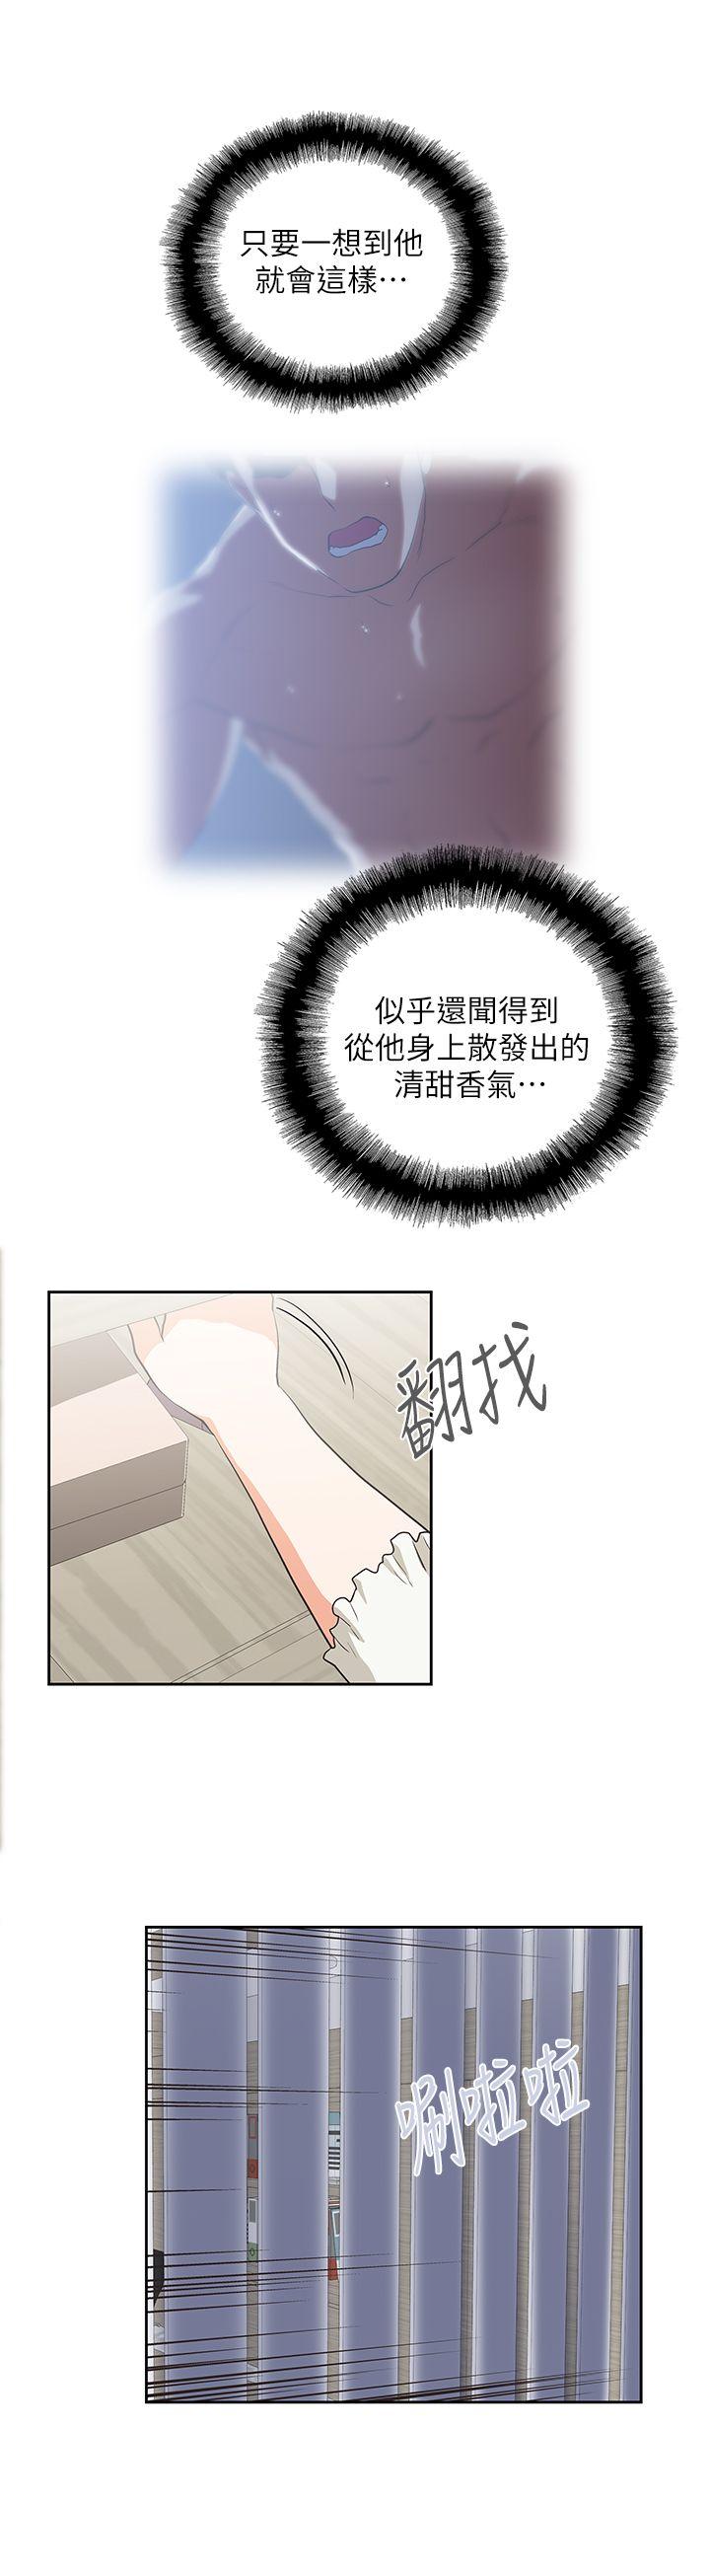 只要一想到他
就會這樣⋯
似乎還聞得到
從他身上散發出的
清甜香氣⋯
翻找
唰啦啦